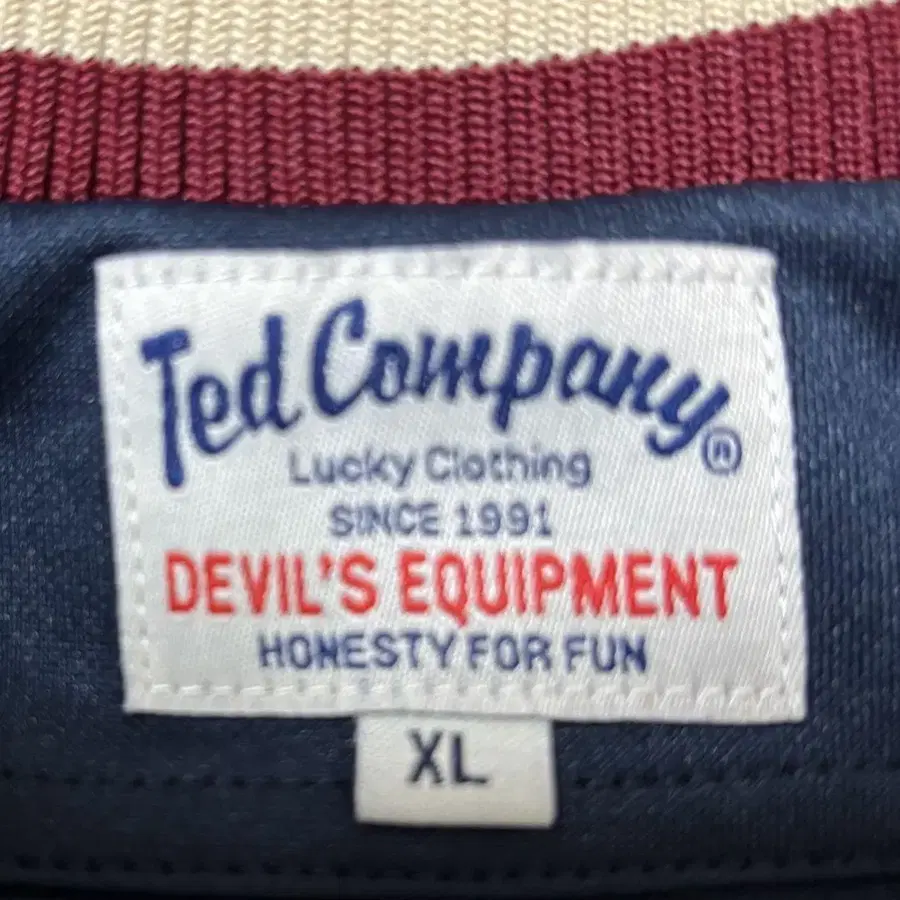 Ted Company®
Lucky Clothing
SINCE 1991
DEVIL'S EQUIPMENT
HONESTY FOR FUN
XL